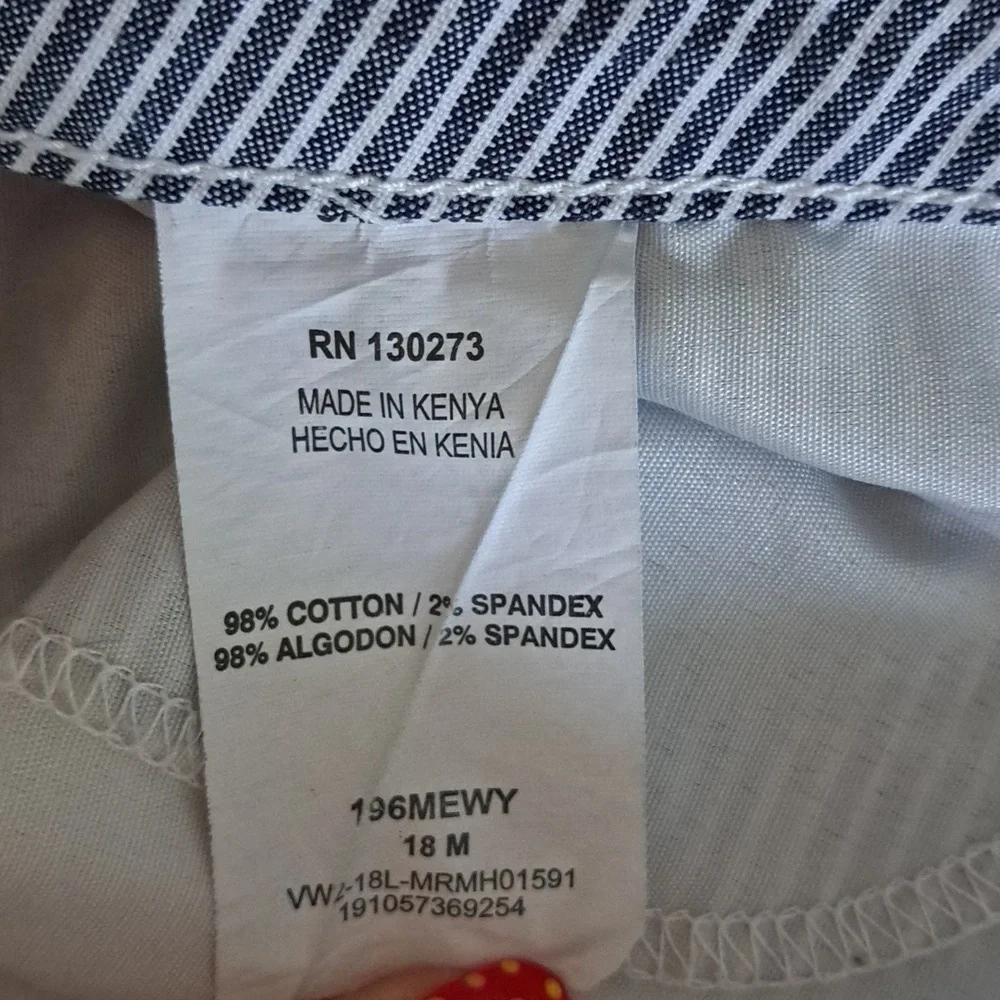 RN 130273
MADE IN KENYA
HECHO EN KENIA
98% COTTON / 2% SPANDEX
98% ALGODON / 2% SPANDEX
196MEWY
18 M
191057369254